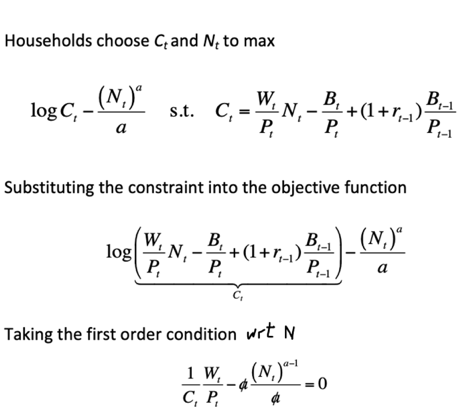 Households choose C_t and N_t to max
log C_t − (N_t)^a / a   s.t.   C_t = W_t/P_t N_t − B_t/P_t + (1 + r_{t−1}) B_{t−1}/P_{t−1}
Substituting the constraint into the objective function
log( W_t/P_t N_t − B_t/P_t + (1 + r_{t−1}) B_{t−1}/P_{t−1} ) − (N_t)^a / a
C_t
Taking the first order condition wrt N
1/C_t W_t/P_t − a (N_t)^{a−1} / a = 0